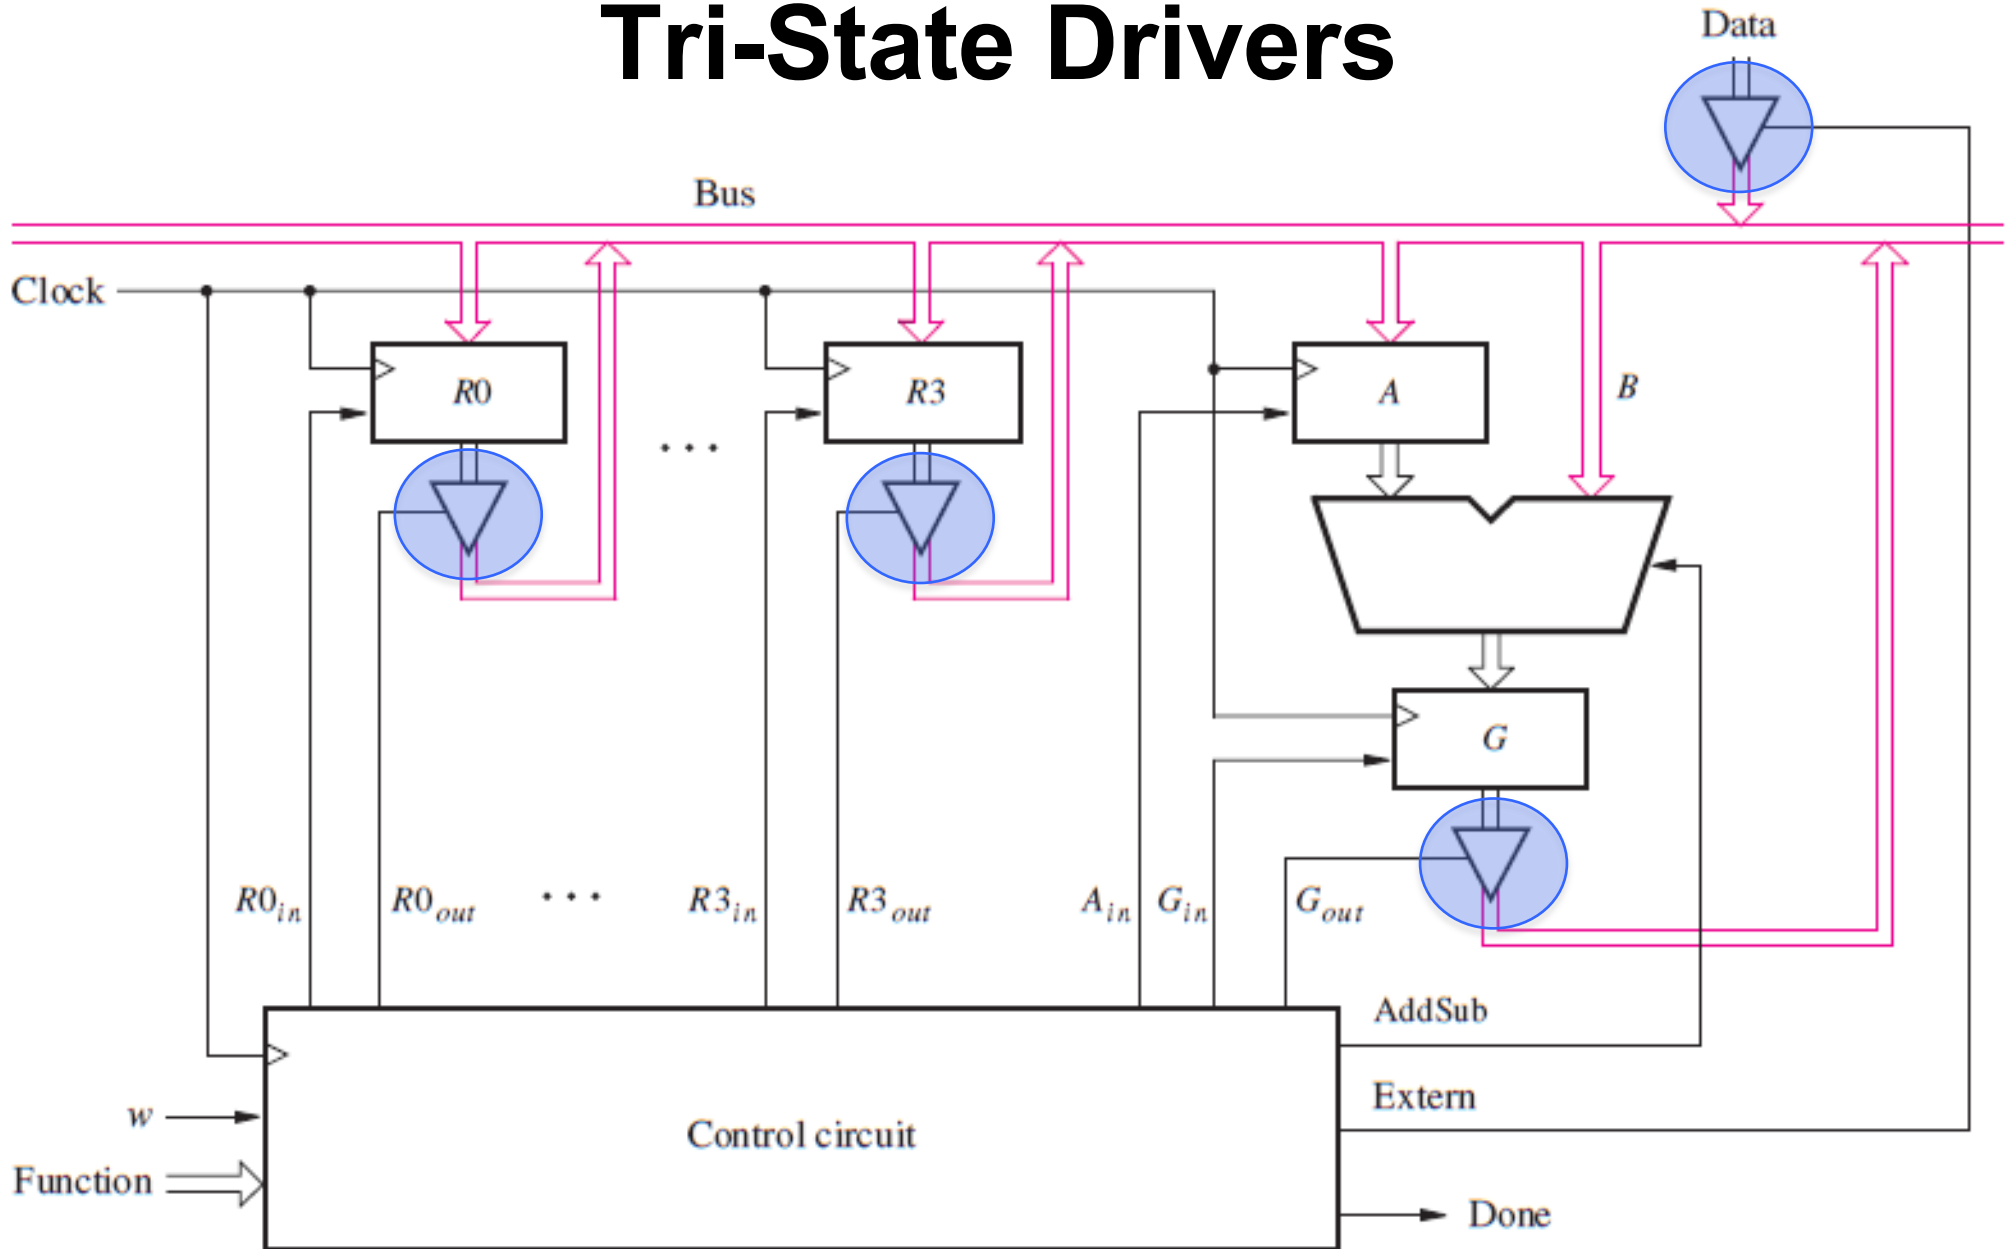 Tri-State Drivers
Data
Bus
Clock
R0
R3
A
B
...
G
R0in
R0out
...
R3in
R3out
Ain
Gin
Gout
AddSub
Extern
w
Control circuit
Function
Done